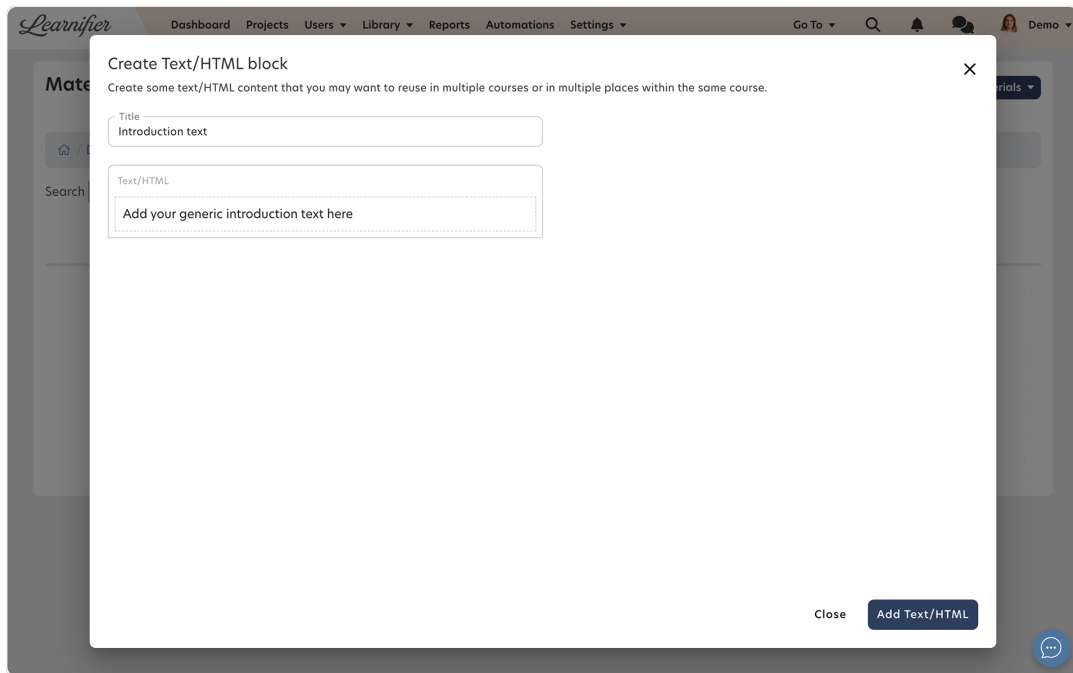 Learnifier
Dashboard Projects Users Library Reports Automations Settings Go To Demo
Create Text/HTML block
Create some text/HTML content that you may want to reuse in multiple courses or in multiple places within the same course.
Title
Introduction text
Search
Text/HTML
Add your generic introduction text here
Close Add Text/HTML